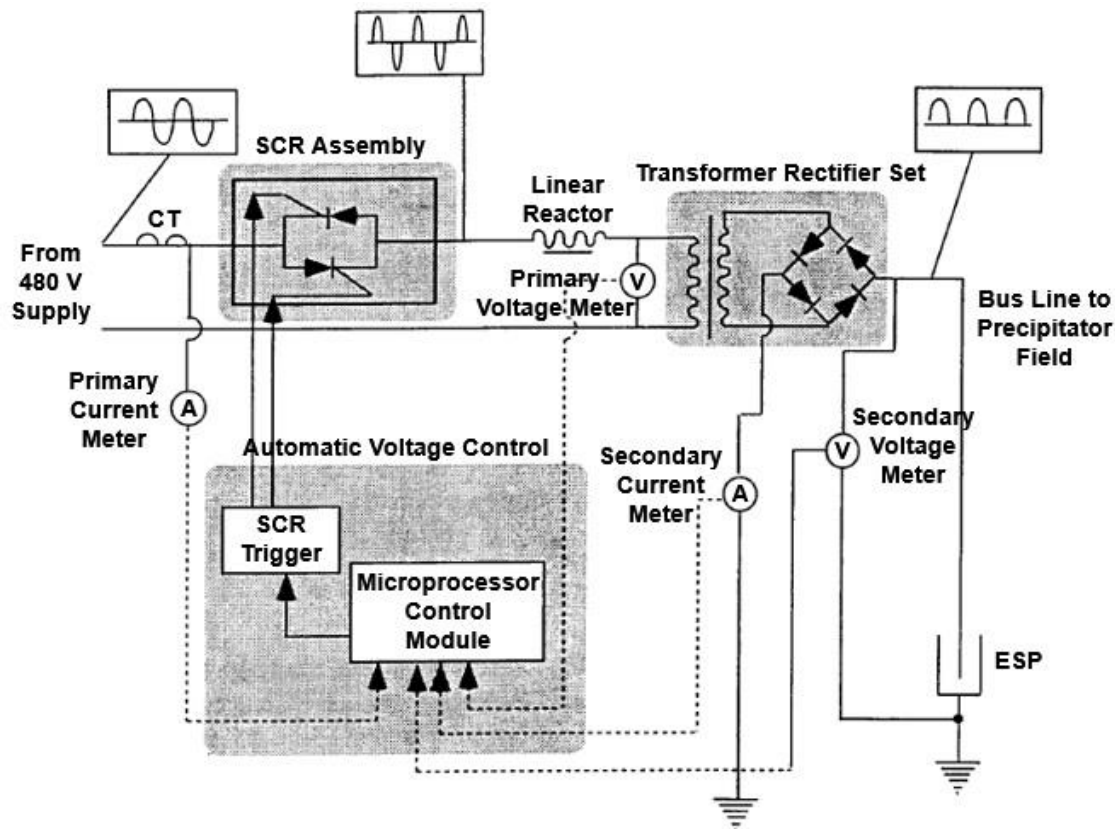 SCR Assembly
Transformer Rectifier Set
Linear
Reactor
CT
From
480 V
Supply
Primary
Voltage Meter
V
Bus Line to
Precipitator
Field
Primary
Current
Meter
A
Automatic Voltage Control
Secondary
Current
Meter
A
Secondary
Voltage
Meter
V
SCR
Trigger
Microprocessor
Control
Module
ESP